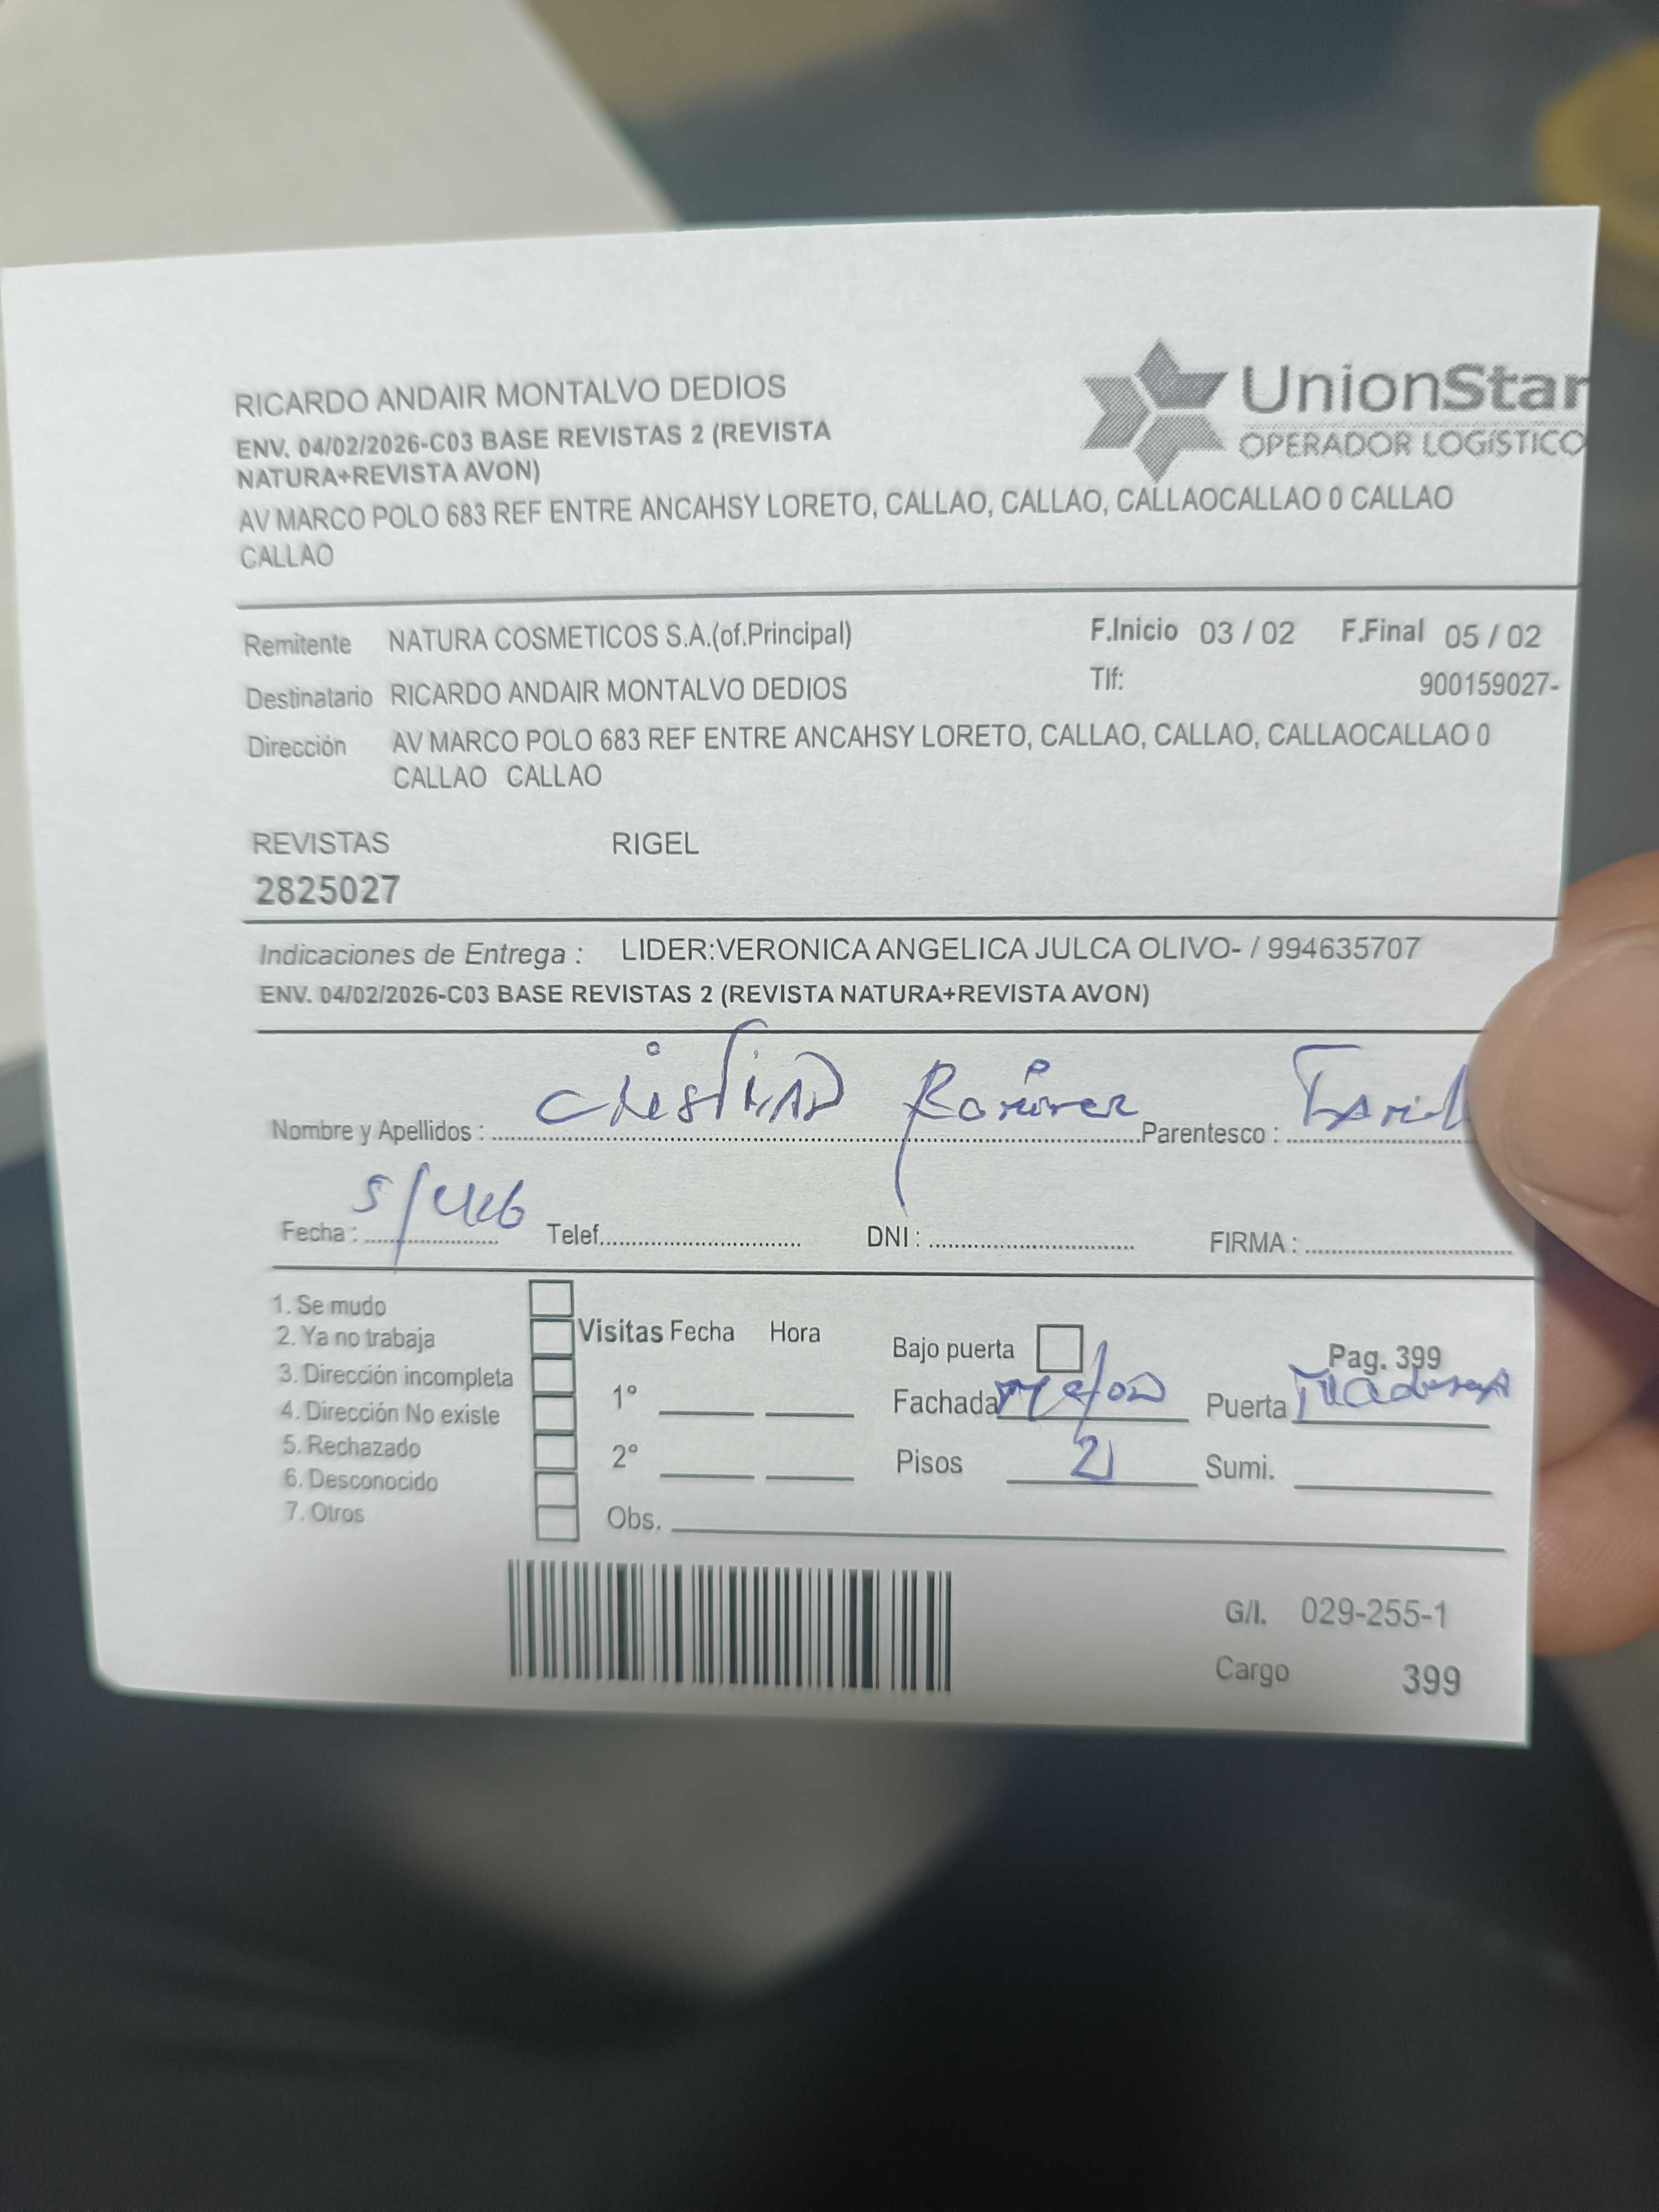 RICARDO ANDAIR MONTALVO DEDIOS
ENV. 04/02/2026-C03 BASE REVISTAS 2 (REVISTA
NATURA+REVISTA AVON)
AV MARCO POLO 683 REF ENTRE ANCAHSY LORETO, CALLAO, CALLAO, CALLAOCALLAO 0 CALLAO
CALLAO
UnionStar
OPERADOR LOGÍSTICO
Remitente NATURA COSMETICOS S.A.(of.Principal) F.Inicio 03 / 02 F.Final 05 / 02
Destinatario RICARDO ANDAIR MONTALVO DEDIOS Tlf: 900159027-
Dirección AV MARCO POLO 683 REF ENTRE ANCAHSY LORETO, CALLAO, CALLAO, CALLAOCALLAO 0
CALLAO CALLAO
REVISTAS RIGEL
2825027
Indicaciones de Entrega : LIDER:VERONICA ANGELICA JULCA OLIVO- / 994635707
ENV. 04/02/2026-C03 BASE REVISTAS 2 (REVISTA NATURA+REVISTA AVON)
Nombre y Apellidos : Cristian Ramirez Parentesco :
Fecha : Telef. DNI : FIRMA :
1. Se mudo
2. Ya no trabaja Visitas Fecha Hora Bajo puerta Pag. 399
3. Dirección incompleta
4. Dirección No existe 1° Fachada Puerta Madera
5. Rechazado
6. Desconocido 2° Pisos 2 Sumi.
7. Otros Obs.
G/I. 029-255-1
Cargo 399